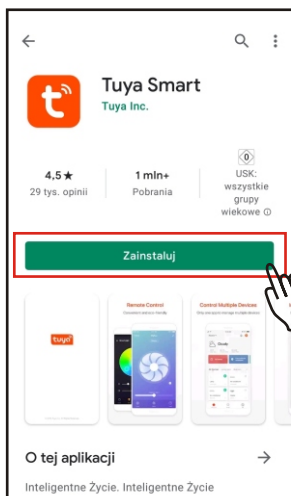 Tuya Smart
Tuya Inc.
4,5★
29 tys. opinii
1 mln+
Pobrania
0
USK:
wszystkie
grupy
wiekowe
Zainstaluj
tuya
Remote Control
Control Multiple Devices
O tej aplikacji
Inteligentne Życie. Inteligentne Życie